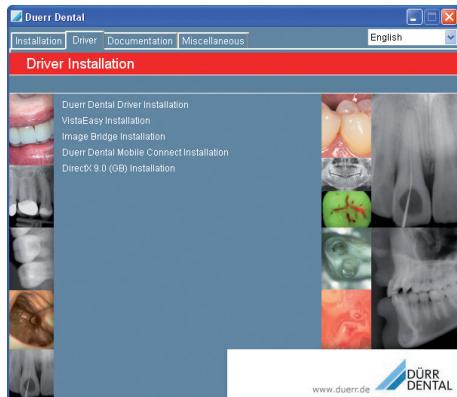 Duerr Dental
Installation Driver Documentation Miscellaneous English
Driver Installation
Duerr Dental Driver Installation
VistaEasy Installation
Image Bridge Installation
Duerr Dental Mobile Connect Installation
DirectX 9.0 (GB) Installation
www.duerr.de
DÜRR
DENTAL